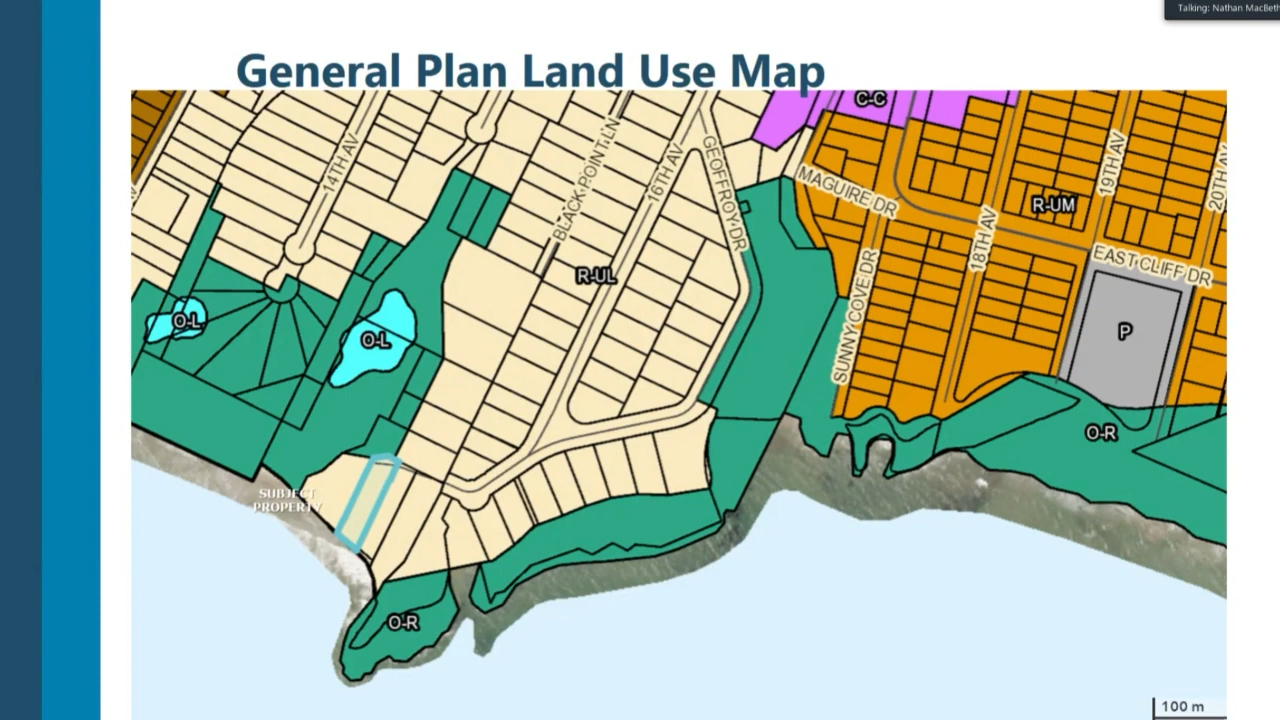 Talking: Nathan MacBeth
General Plan Land Use Map
C-C
14TH AV
BLACK POINT LN
16TH AV
GEOFFROY DR
MAGUIRE DR
19TH AV
20TH AV
R-UM
18TH AV
EAST CLIFF DR
R-UL
SUNNY COVE DR
O-L
O-L
P
O-R
SUBJECT
PROPERTY
O-R
100 m